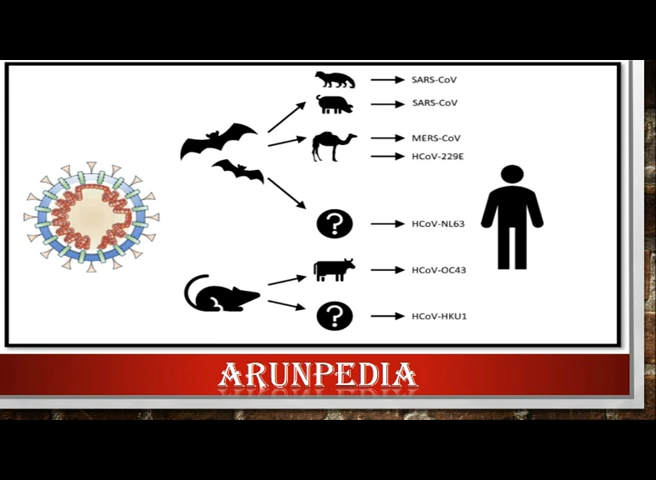 SARS-CoV
SARS-CoV
MERS-CoV
HCoV-229E
?
HCoV-NL63
HCoV-OC43
?
HCoV-HKU1
ARUNPEDIA